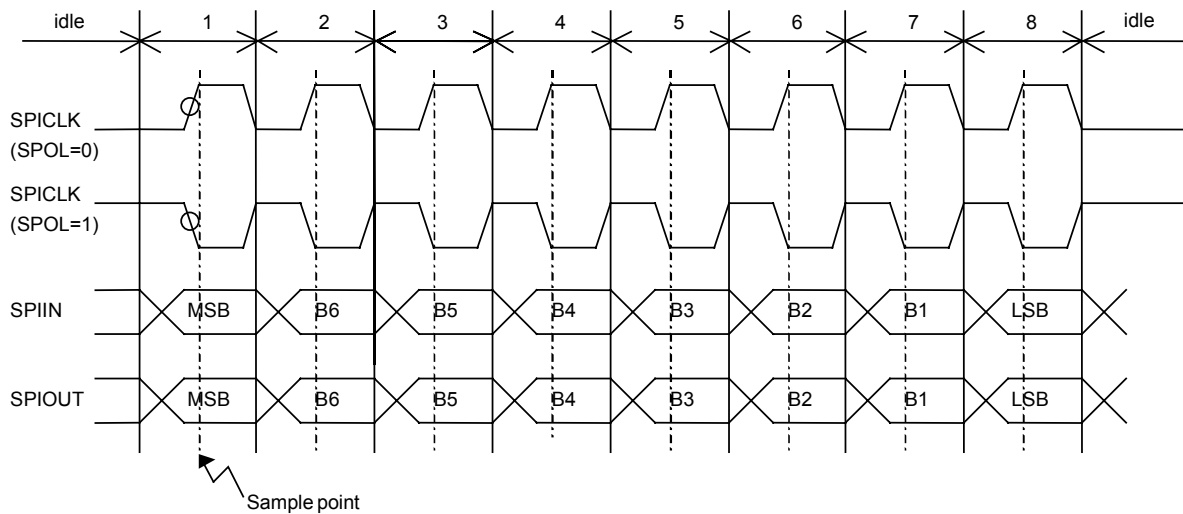 idle 1 2 3 4 5 6 7 8 idle
SPICLK
(SPOL=0)
SPICLK
(SPOL=1)
SPIIN MSB B6 B5 B4 B3 B2 B1 LSB
SPIOUT MSB B6 B5 B4 B3 B2 B1 LSB
Sample point